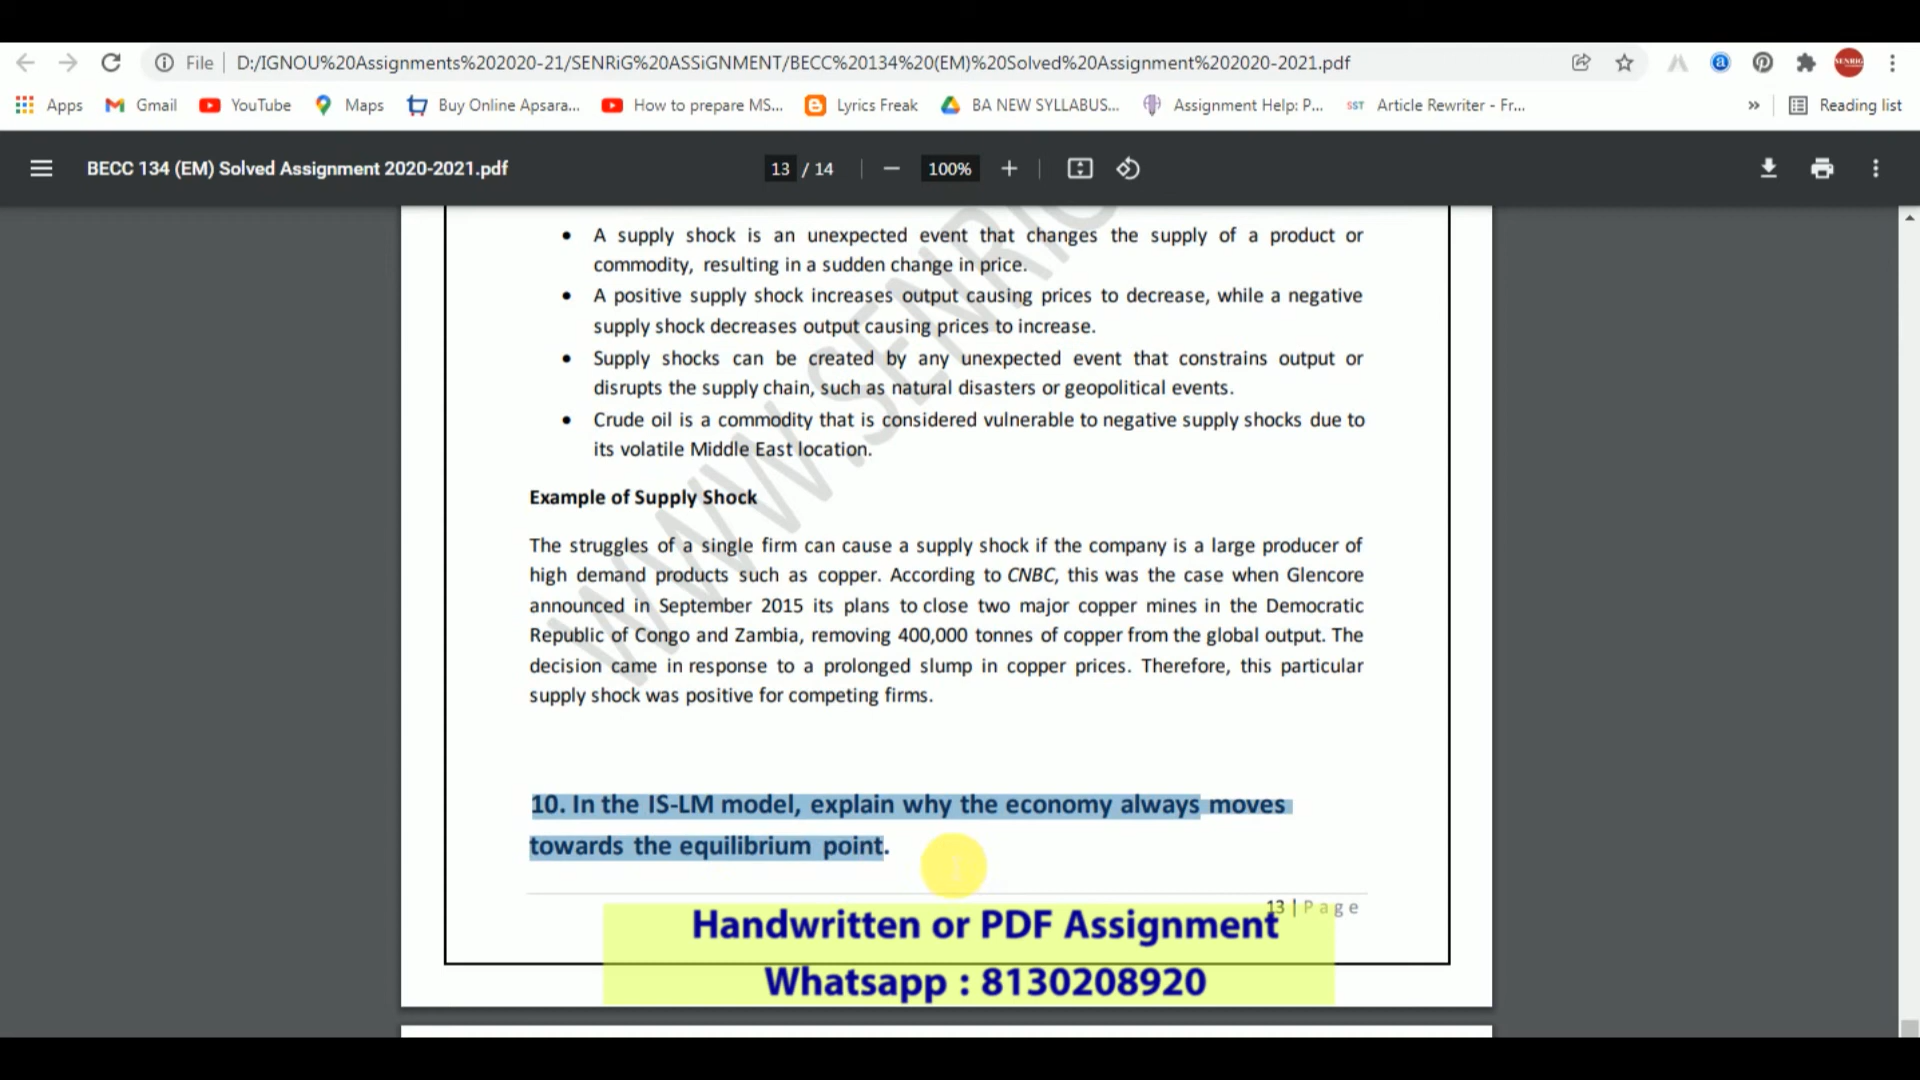 File
D:/IGNOU%20Assignments%202020-21/SENRiG%20ASSiGNMENT/BECC%20134%20(EM)%20Solved%20Assignment%202020-2021.pdf
Apps Gmail YouTube Maps Buy Online Apsara... How to prepare MS... Lyrics Freak BA NEW SYLLABUS... Assignment Help: P... SST Article Rewriter - Fr... » Reading list
BECC 134 (EM) Solved Assignment 2020-2021.pdf 13 / 14 — 100% +
• A supply shock is an unexpected event that changes the supply of a product or
commodity, resulting in a sudden change in price.
• A positive supply shock increases output causing prices to decrease, while a negative
supply shock decreases output causing prices to increase.
• Supply shocks can be created by any unexpected event that constrains output or
disrupts the supply chain, such as natural disasters or geopolitical events.
• Crude oil is a commodity that is considered vulnerable to negative supply shocks due to
its volatile Middle East location.
Example of Supply Shock
The struggles of a single firm can cause a supply shock if the company is a large producer of
high demand products such as copper. According to CNBC, this was the case when Glencore
announced in September 2015 its plans to close two major copper mines in the Democratic
Republic of Congo and Zambia, removing 400,000 tonnes of copper from the global output. The
decision came in response to a prolonged slump in copper prices. Therefore, this particular
supply shock was positive for competing firms.
WWW.SENRIG
10. In the IS-LM model, explain why the economy always moves
towards the equilibrium point.
13 | Page
Handwritten or PDF Assignment
Whatsapp : 8130208920